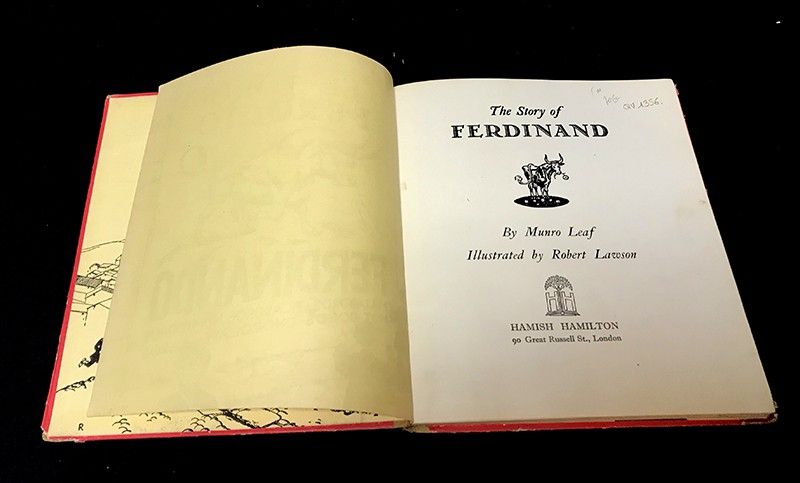 The Story of
FERDINAND
By Munro Leaf
Illustrated by Robert Lawson
HAMISH HAMILTON
90 Great Russell St., London
R